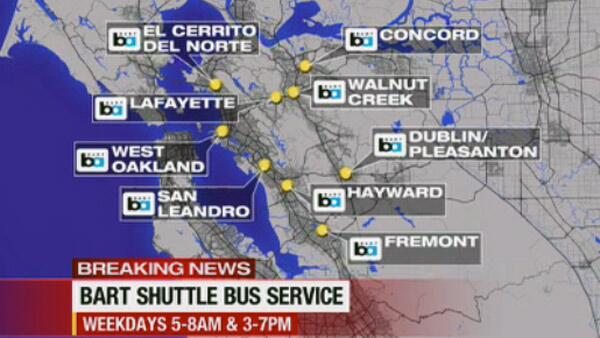 EL CERRITO
DEL NORTE
CONCORD
LAFAYETTE
WALNUT
CREEK
WEST
OAKLAND
DUBLIN/
PLEASANTON
SAN
LEANDRO
HAYWARD
FREMONT
BREAKING NEWS
BART SHUTTLE BUS SERVICE
WEEKDAYS 5-8AM & 3-7PM